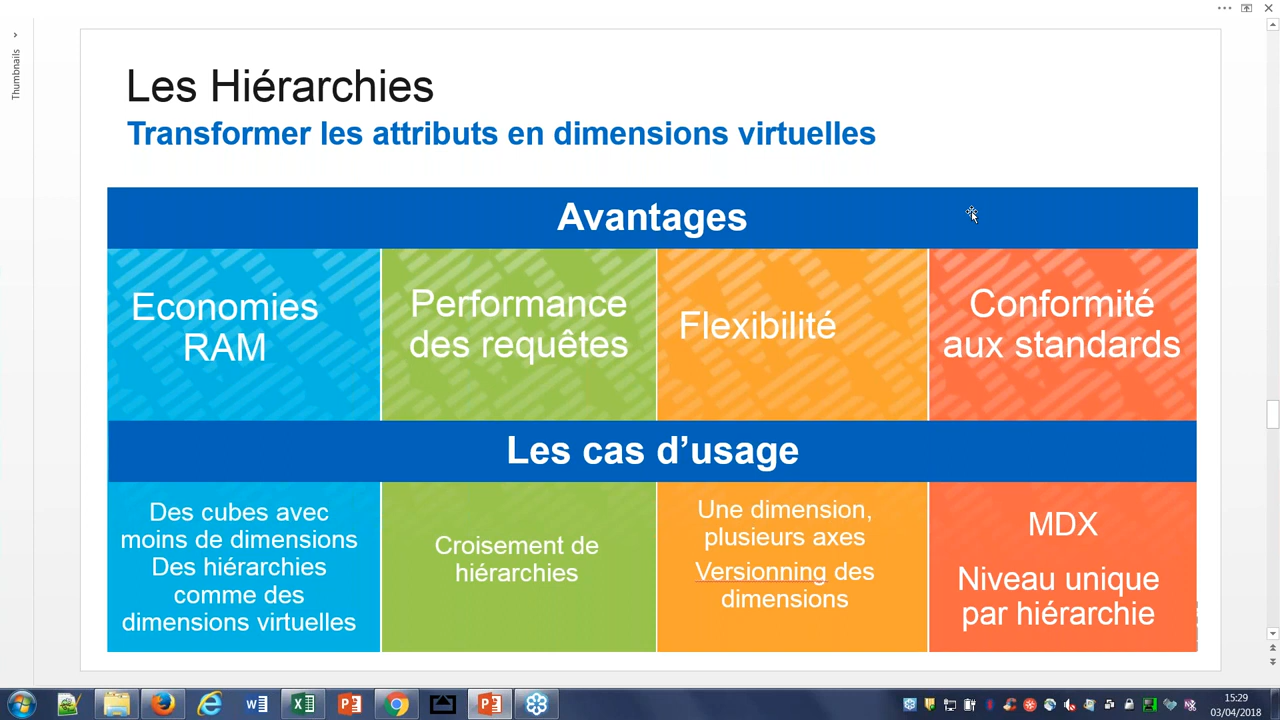 Thumbnails
Les Hiérarchies
Transformer les attributs en dimensions virtuelles
Avantages
Economies
RAM
Performance
des requêtes
Flexibilité
Conformité
aux standards
Les cas d’usage
Des cubes avec
moins de dimensions
Des hiérarchies
comme des
dimensions virtuelles
Croisement de
hiérarchies
Une dimension,
plusieurs axes
Versionning des
dimensions
MDX
Niveau unique
par hiérarchie
15:29
03/04/2018